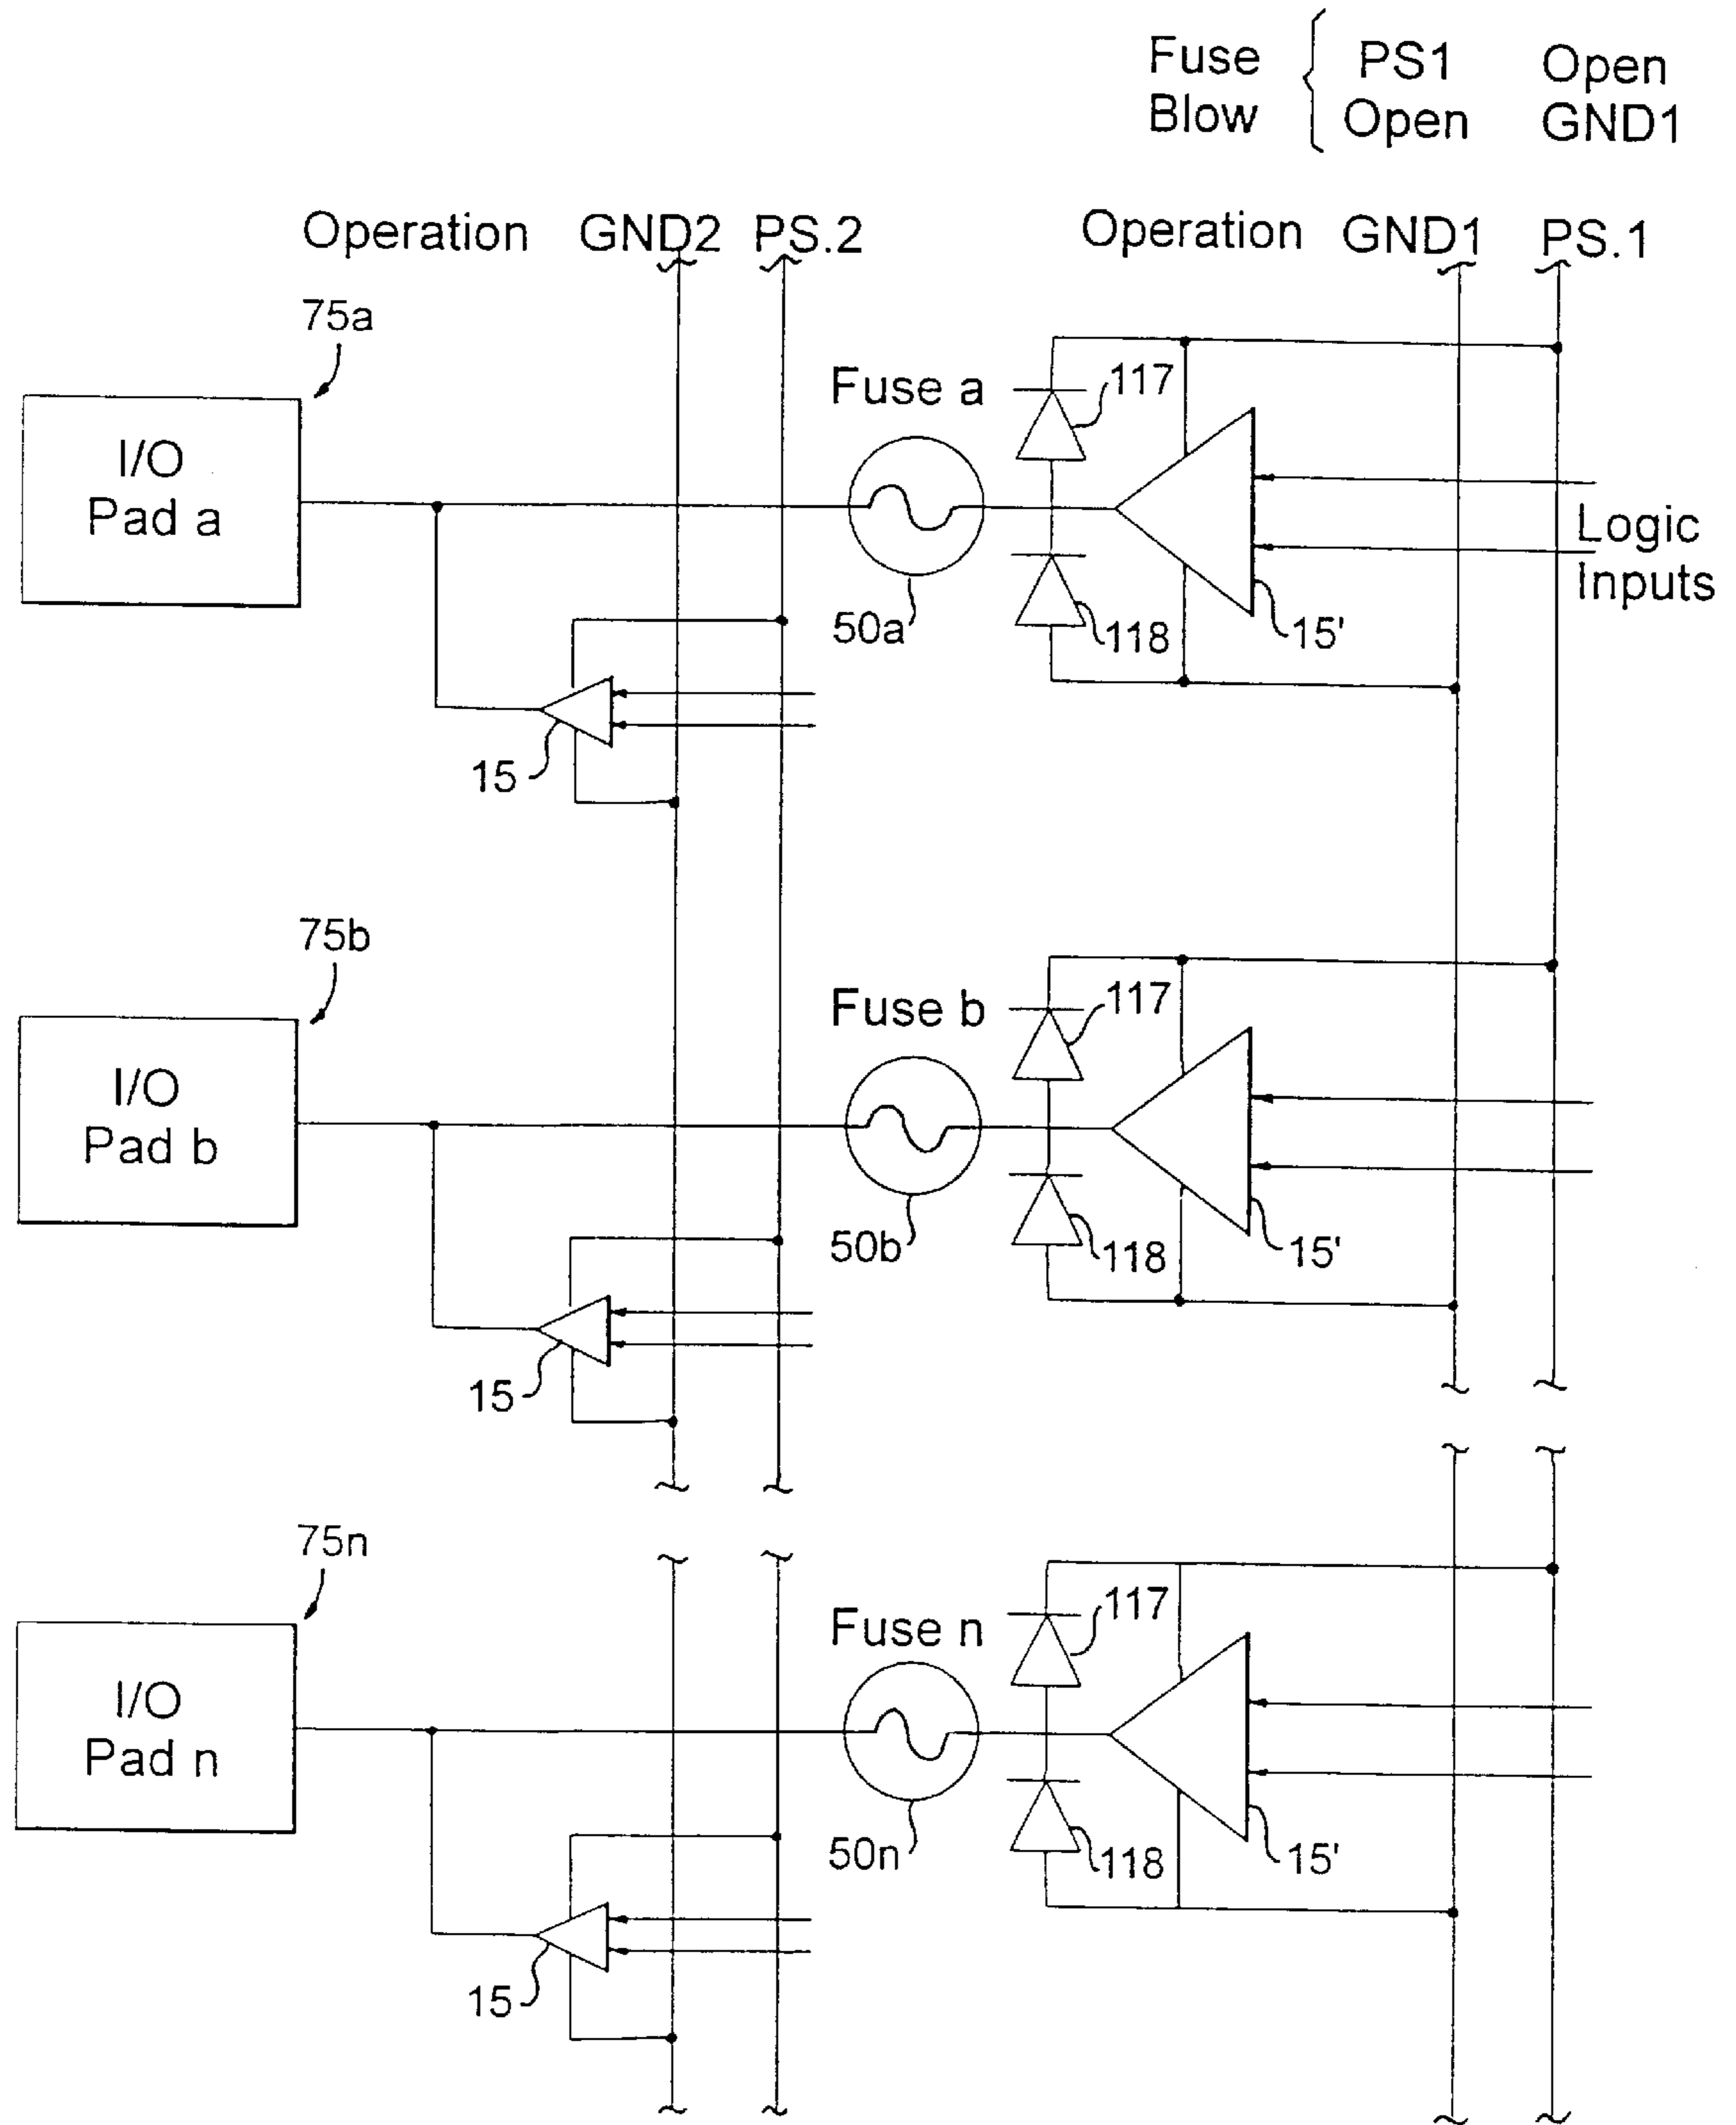 Fuse Blow { PS1 Open
Open GND1
Operation GND2 PS.2 Operation GND1 PS.1
75a
I/O
Pad a
Fuse a
117
50a
118
15'
Logic
Inputs
15
75b
I/O
Pad b
Fuse b
117
50b
118
15'
15
75n
I/O
Pad n
Fuse n
117
50n
118
15'
15